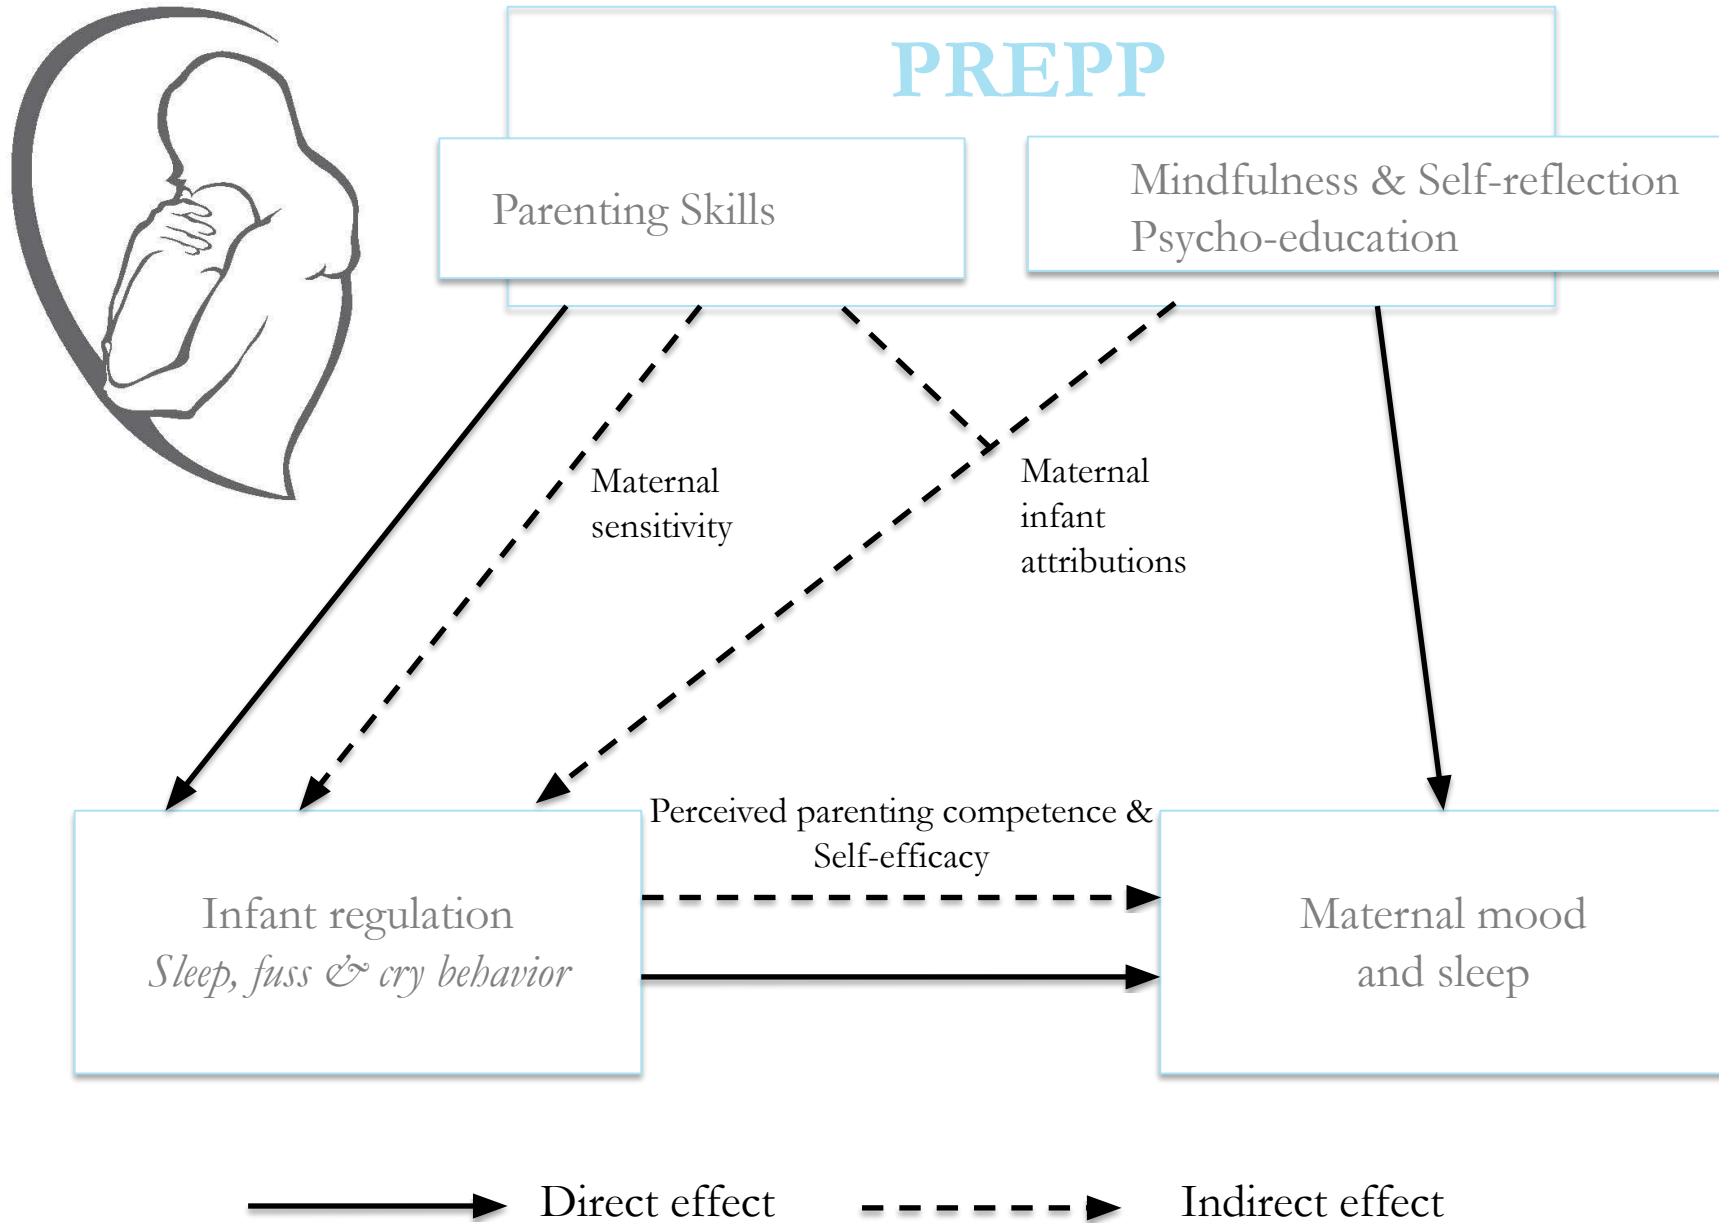 PREPP
Parenting Skills
Mindfulness & Self-reflection
Psycho-education
Maternal
sensitivity
Maternal
infant
attributions
Perceived parenting competence &
Self-efficacy
Infant regulation
Sleep, fuss & cry behavior
Maternal mood
and sleep
Direct effect
Indirect effect